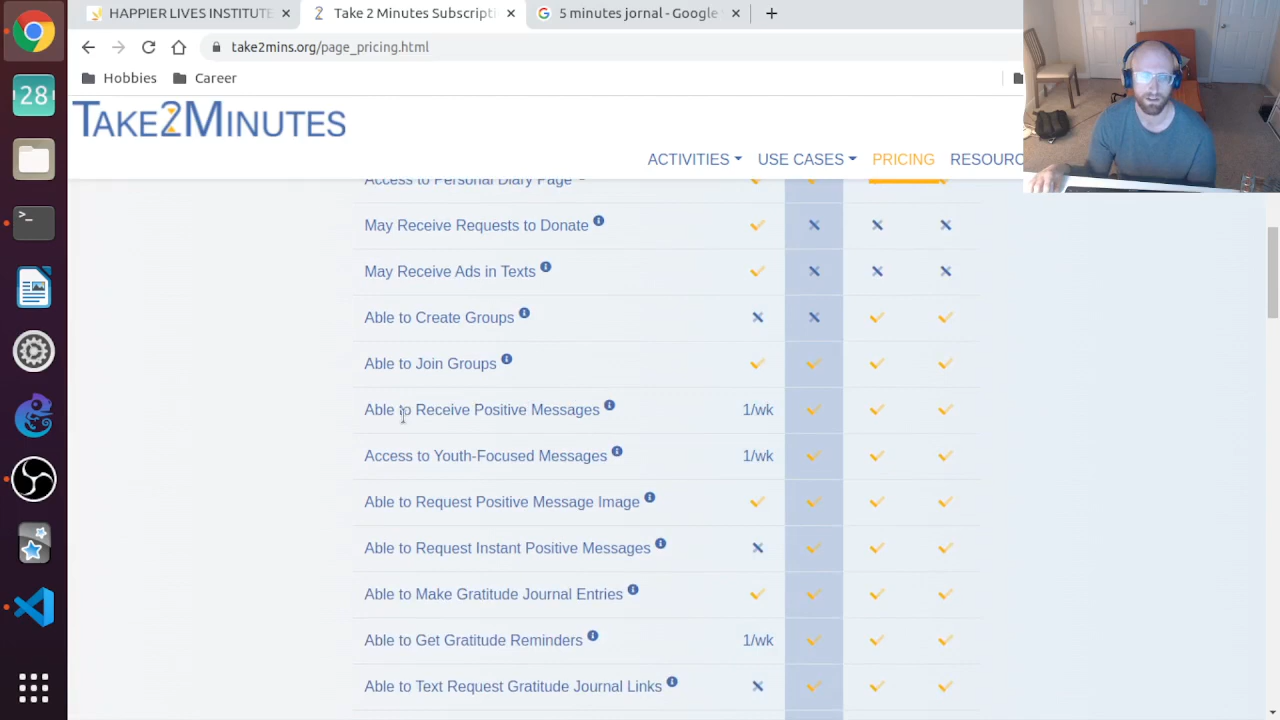 HAPPIER LIVES INSTITUTE
Take 2 Minutes Subscripti
5 minutes jornal - Google
take2mins.org/page_pricing.html
Hobbies
Career
28
TAKE2MINUTES
ACTIVITIES
USE CASES
PRICING
RESOURC
Access to Personal Diary Page
May Receive Requests to Donate
May Receive Ads in Texts
Able to Create Groups
Able to Join Groups
Able to Receive Positive Messages 1/wk
Access to Youth-Focused Messages 1/wk
Able to Request Positive Message Image
Able to Request Instant Positive Messages
Able to Make Gratitude Journal Entries
Able to Get Gratitude Reminders 1/wk
Able to Text Request Gratitude Journal Links